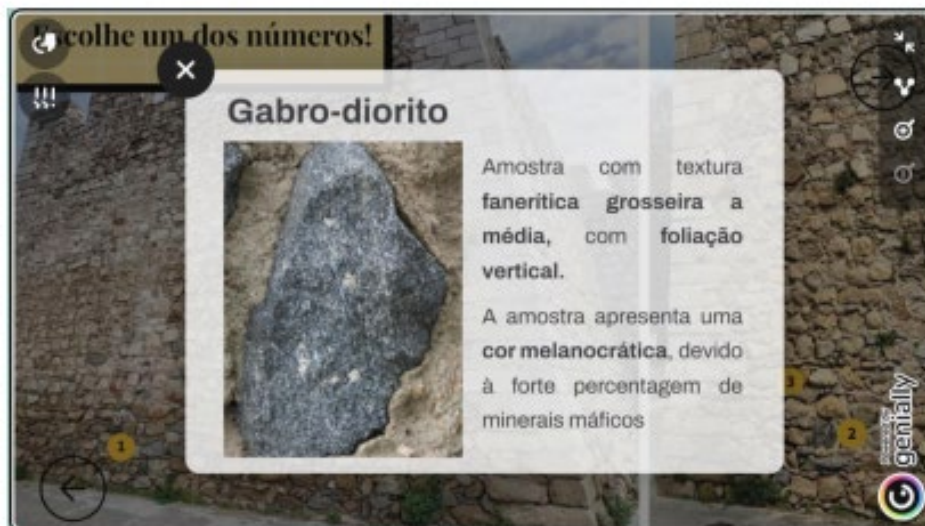 scolhe um dos números!
Gabro-diorito
Amostra com textura
fanerítica grosseira a
média, com foliação
vertical.
A amostra apresenta uma
cor melanocrática, devido
à forte percentagem de
minerais máficos
1
3
2
genially